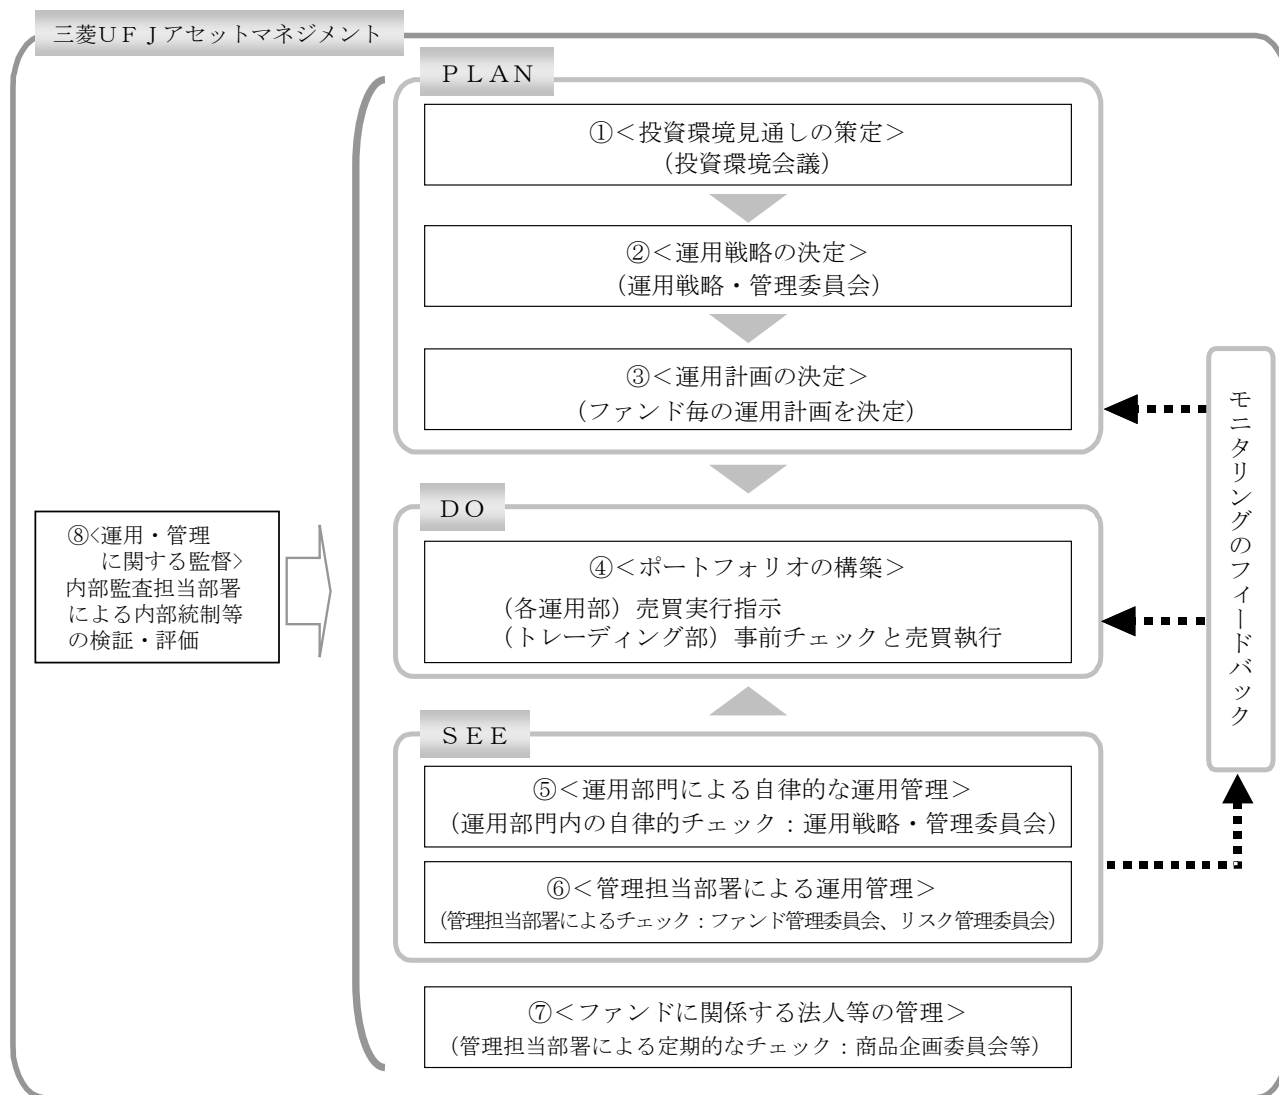 三菱ＵＦＪアセットマネジメント
ＰＬＡＮ
①＜投資環境見通しの策定＞
（投資環境会議）
②＜運用戦略の決定＞
（運用戦略・管理委員会）
③＜運用計画の決定＞
（ファンド毎の運用計画を決定）
ＤＯ
④＜ポートフォリオの構築＞
（各運用部）売買実行指示
（トレーディング部）事前チェックと売買執行
ＳＥＥ
⑤＜運用部門による自律的な運用管理＞
（運用部門内の自律的チェック：運用戦略・管理委員会）
⑥＜管理担当部署による運用管理＞
（管理担当部署によるチェック：ファンド管理委員会、リスク管理委員会）
⑦＜ファンドに関係する法人等の管理＞
（管理担当部署による定期的なチェック：商品企画委員会等）
⑧<運用・管理
に関する監督>
内部監査担当部署
による内部統制等
の検証・評価
モニタリングのフィードバック